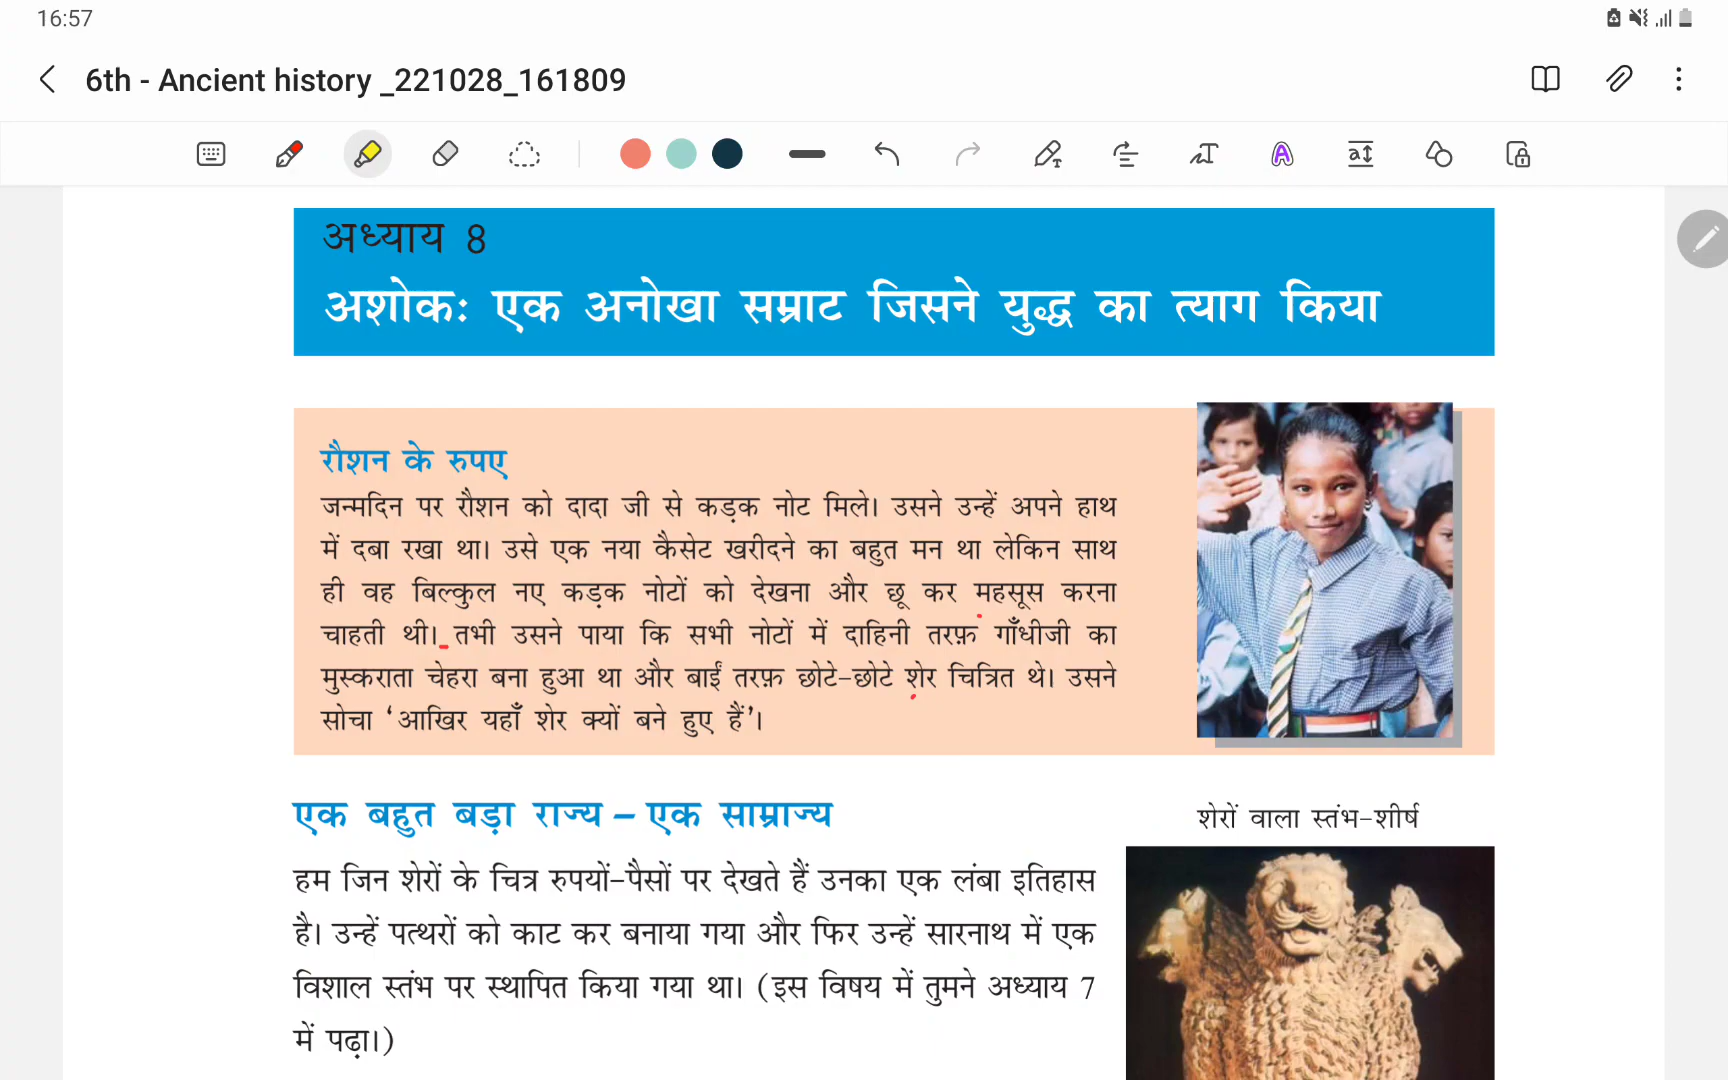 16:57
6th - Ancient history _221028_161809
अध्याय 8
अशोकः एक अनोखा सम्राट जिसने युद्ध का त्याग किया
रौशन के रुपए
जन्मदिन पर रौशन को दादा जी से कड़क नोट मिले। उसने उन्हें अपने हाथ
में दबा रखा था। उसे एक नया कैसेट खरीदने का बहुत मन था लेकिन साथ
ही वह बिल्कुल नए कड़क नोटों को देखना और छू कर महसूस करना
चाहती थी। तभी उसने पाया कि सभी नोटों में दाहिनी तरफ़ गाँधीजी का
मुस्कराता चेहरा बना हुआ था और बाईं तरफ़ छोटे-छोटे शेर चित्रित थे। उसने
सोचा ‘आखिर यहाँ शेर क्यों बने हुए हैं’।
एक बहुत बड़ा राज्य – एक साम्राज्य
हम जिन शेरों के चित्र रुपयों-पैसों पर देखते हैं उनका एक लंबा इतिहास
है। उन्हें पत्थरों को काट कर बनाया गया और फिर उन्हें सारनाथ में एक
विशाल स्तंभ पर स्थापित किया गया था। (इस विषय में तुमने अध्याय 7
में पढ़ा।)
शेरों वाला स्तंभ-शीर्ष